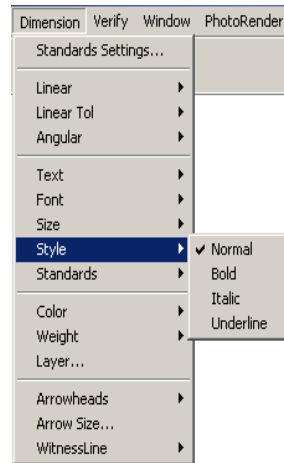 Dimension Verify Window PhotoRender
Standards Settings...
Linear
Linear Tol
Angular
Text
Font
Size
Style
Normal
Bold
Italic
Underline
Standards
Color
Weight
Layer...
Arrowheads
Arrow Size...
WitnessLine